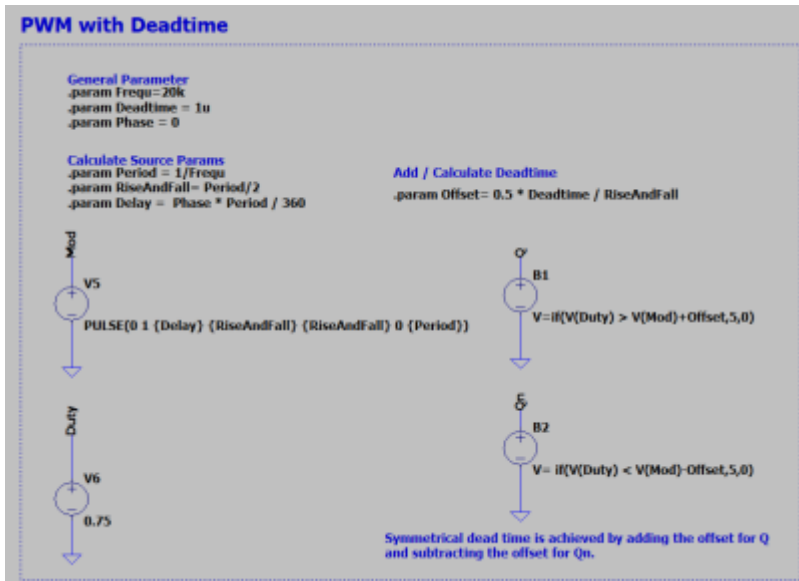 PWM with Deadtime
General Parameter
.param Frequ=20k
.param Deadtime = 1u
.param Phase = 0
Calculate Source Params
.param Period = 1/Frequ
.param RiseAndFall= Period/2
.param Delay = Phase * Period / 360
Add / Calculate Deadtime
.param Offset= 0.5 * Deadtime / RiseAndFall
Mod
V5
PULSE(0 1 {Delay} {RiseAndFall} {RiseAndFall} 0 {Period})
Q
B1
V=if(V(Duty) > V(Mod)+Offset,5,0)
Duty
V6
0.75
Qn
B2
V= if(V(Duty) < V(Mod)-Offset,5,0)
Symmetrical dead time is achieved by adding the offset for Q
and subtracting the offset for Qn.